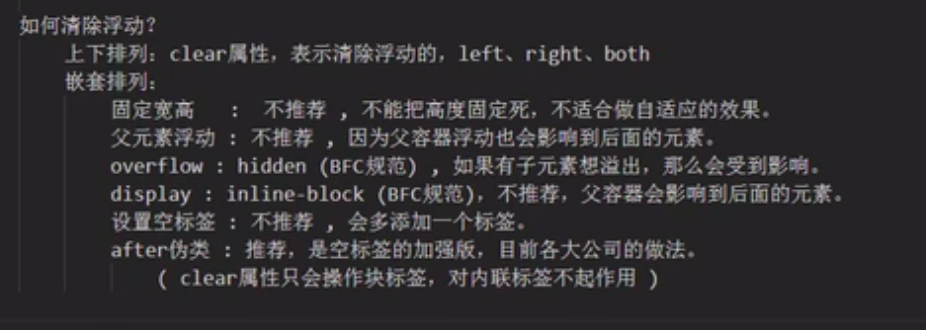 如何清除浮动？
上下排列：clear属性，表示清除浮动的，left、right、both
嵌套排列：
固定宽高 ： 不推荐 , 不能把高度固定死，不适合做自适应的效果。
父元素浮动 : 不推荐 , 因为父容器浮动也会影响到后面的元素。
overflow : hidden (BFC规范) , 如果有子元素想溢出，那么会受到影响。
display : inline-block (BFC规范)，不推荐，父容器会影响到后面的元素。
设置空标签 : 不推荐 , 会多添加一个标签。
after伪类 : 推荐，是空标签的加强版，目前各大公司的做法。
( clear属性只会操作块标签，对内联标签不起作用 )